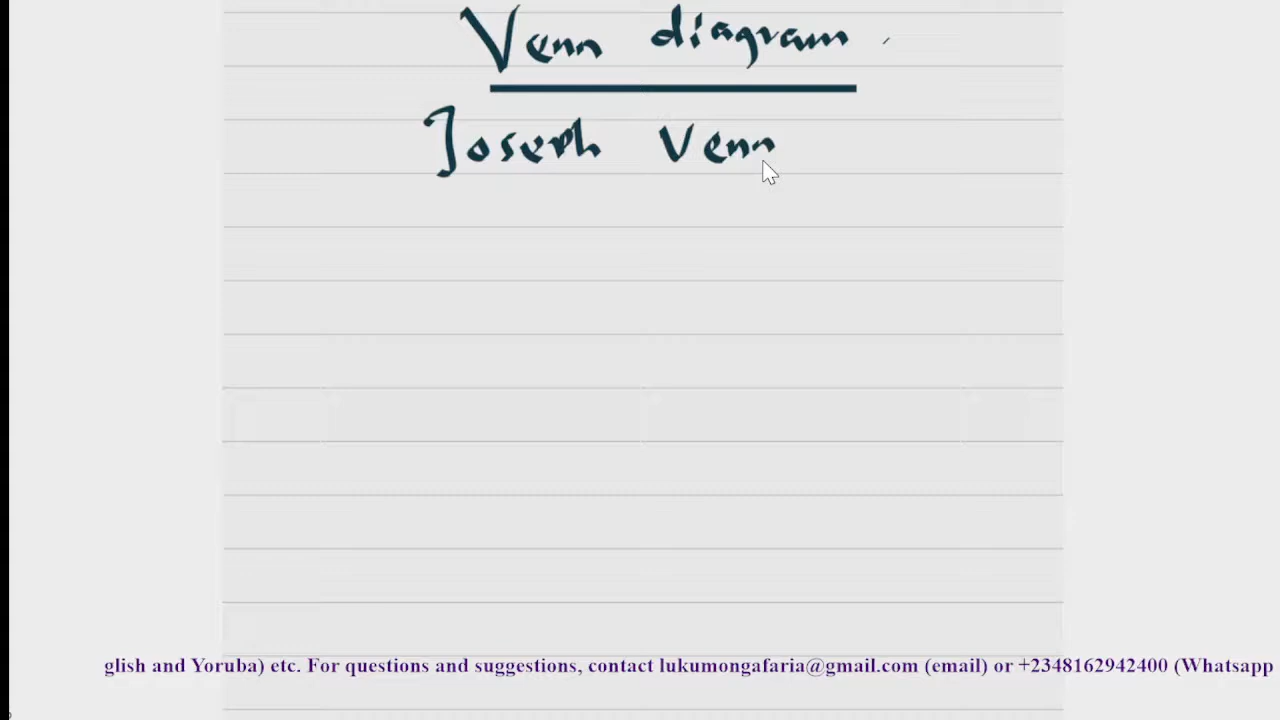 Venn diagram
Joseph Venn
glish and Yoruba) etc. For questions and suggestions, contact lukumongafaria@gmail.com (email) or +2348162942400 (Whatsapp